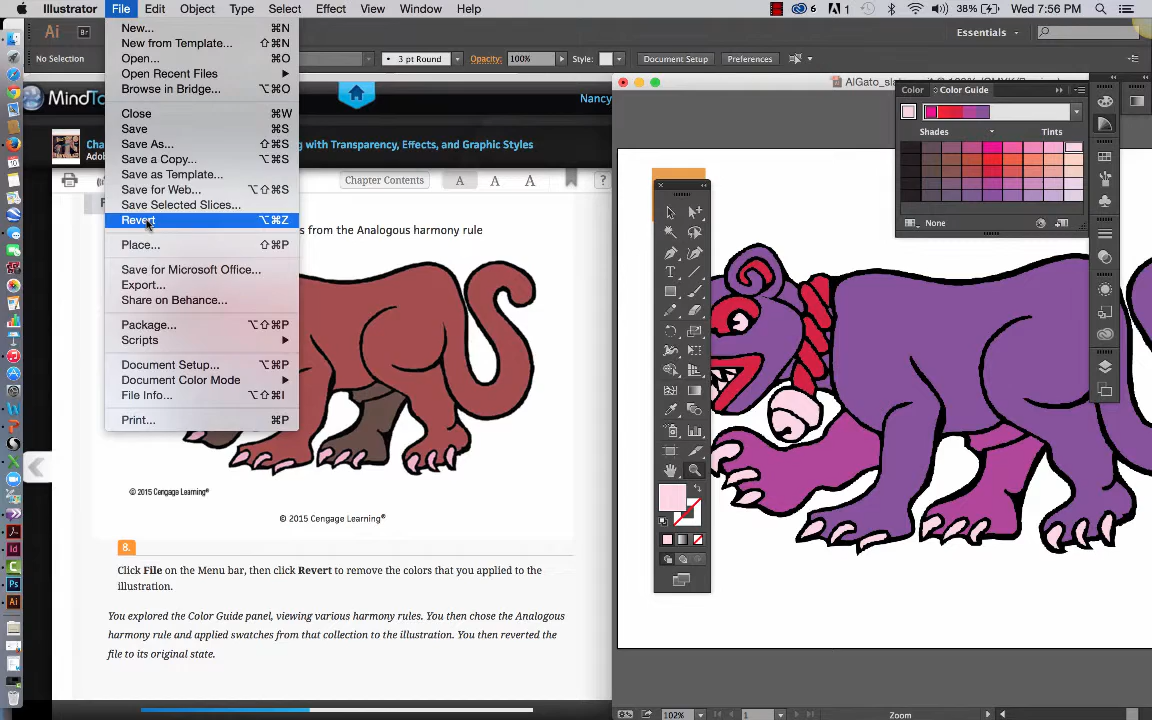 Illustrator File Edit Object Type Select Effect View Window Help
6
1
38% Wed 7:56 PM
Ai Br Essentials
No Selection 3 pt Round Opacity: 100% Style: Document Setup Preferences
New... ⌘N
New from Template... ⇧⌘N
Open... ⌘O
Open Recent Files
Browse in Bridge... ⌥⌘O
Close ⌘W
Save ⌘S
Save As... ⇧⌘S
Save a Copy... ⌥⌘S
Save as Template...
Save for Web... ⌥⇧⌘S
Save Selected Slices...
Revert ⌥⌘Z
Place... ⇧⌘P
Save for Microsoft Office...
Export...
Share on Behance...
Package... ⌥⇧⌘P
Scripts
Document Setup... ⌥⌘P
Document Color Mode
File Info... ⌥⇧⌘I
Print... ⌘P
Nancy
ng with Transparency, Effects, and Graphic Styles
Chapter Contents A A A ?
s from the Analogous harmony rule
© 2015 Cengage Learning®
© 2015 Cengage Learning®
8.
Click File on the Menu bar, then click Revert to remove the colors that you applied to the
illustration.
You explored the Color Guide panel, viewing various harmony rules. You then chose the Analogous
harmony rule and applied swatches from that collection to the illustration. You then reverted the
file to its original state.
Color Color Guide
Shades Tints
None
102% 1 Zoom